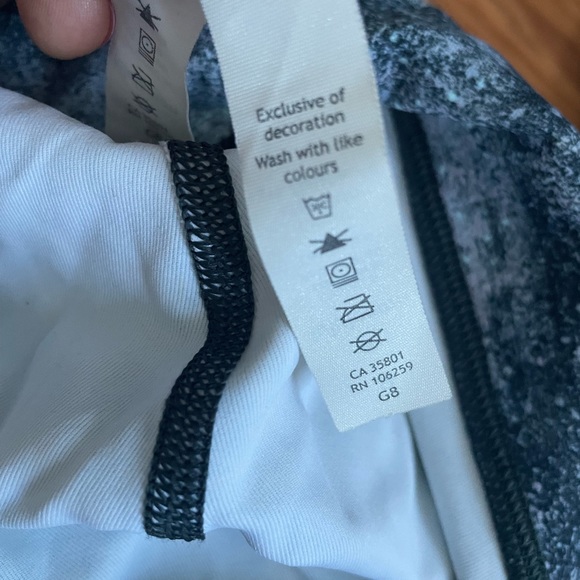 Exclusive of
decoration
Wash with like
colours
CA 35801
RN 106259
G8